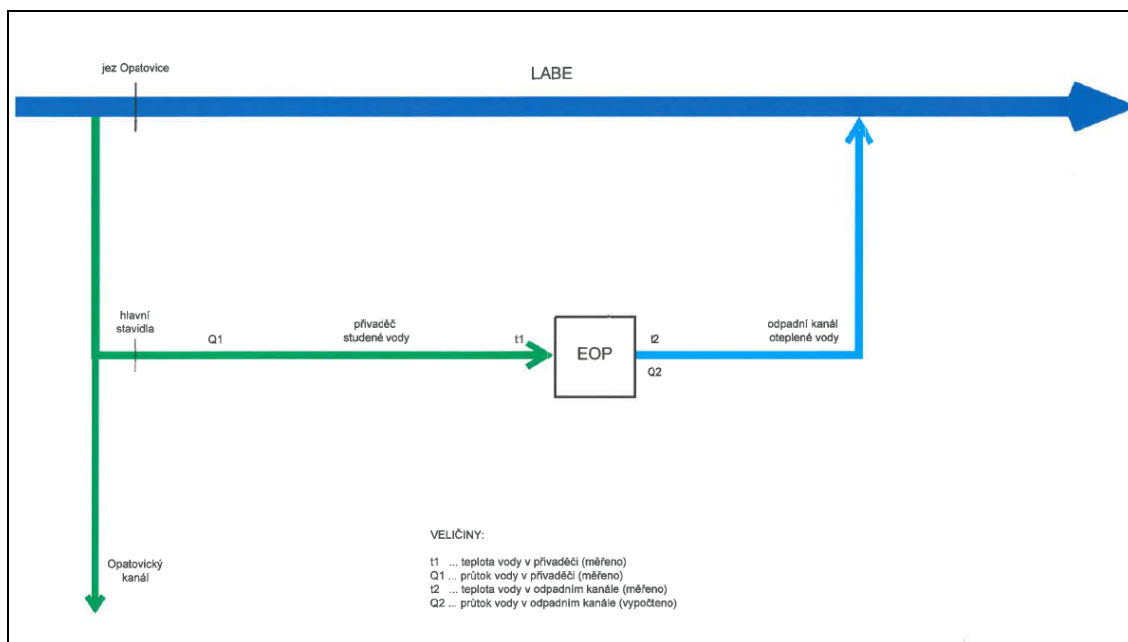 jez Opatovice
LABE
hlavní
stavidla
Q1
přivaděč
studené vody
t1
EOP
t2
Q2
odpadní kanál
oteplené vody
Opatovický
kanál
VELIČINY:
t1 ... teplota vody v přivaděči (měřeno)
Q1 ... průtok vody v přivaděči (měřeno)
t2 ... teplota vody v odpadním kanále (měřeno)
Q2 ... průtok vody v odpadním kanále (vypočteno)